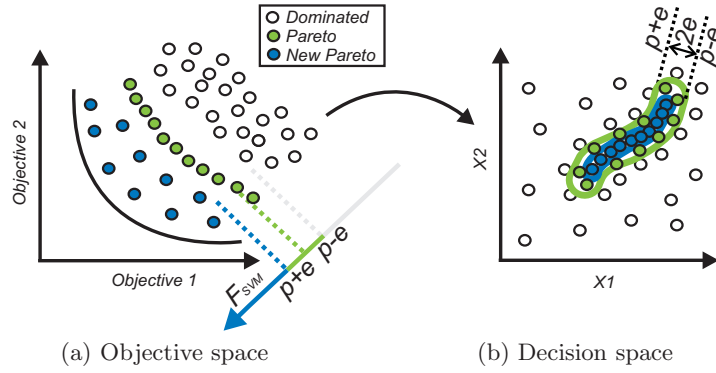 Dominated
Pareto
New Pareto
Objective 2
Objective 1
F_SVM
p+e
p-e
(a) Objective space
p+e
2e
p-e
X2
X1
(b) Decision space